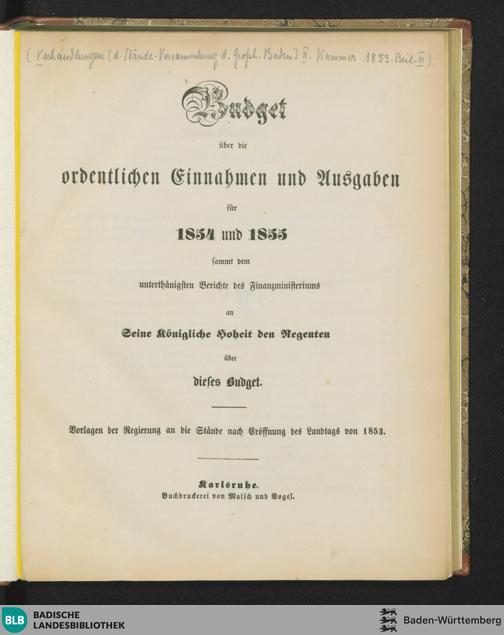 (Verhandlungen [d. Stände-Versammlung d. Grossh. Baden] II. Kammer 1853. Beil. III)
Budget
über die
ordentlichen Einnahmen und Ausgaben
für
1854 und 1855
sammt dem
unterthänigsten Berichte des Finanzministeriums
an
Seine Königliche Hoheit den Regenten
über
dieses Budget.
Vorlagen der Regierung an die Stände nach Eröffnung des Landtags von 1853.
Karlsruhe.
Buchdruckerei von Malsch und Vogel.
BLB BADISCHE
LANDESBIBLIOTHEK
Baden-Württemberg